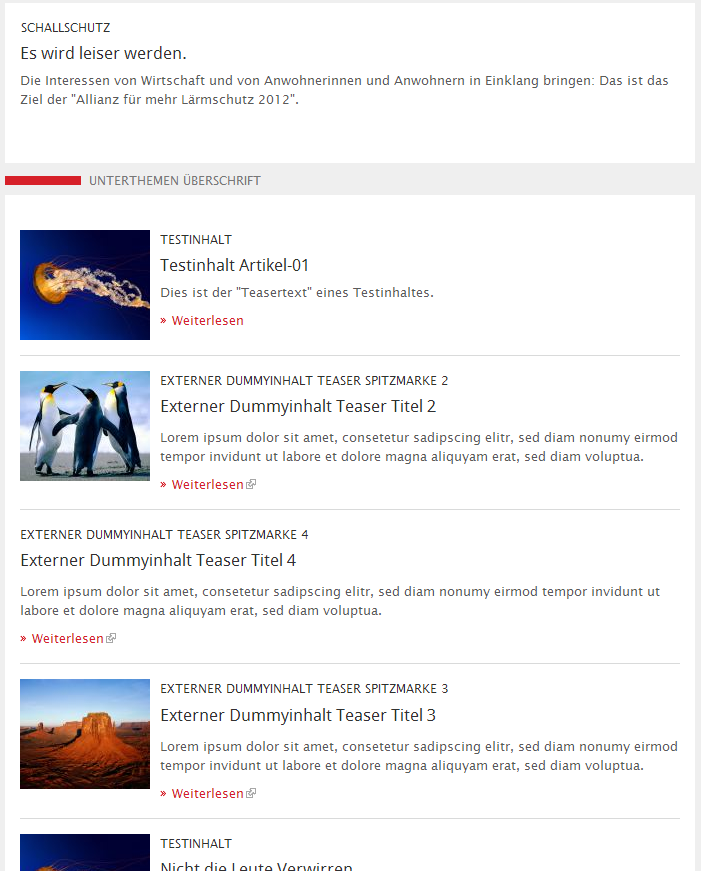 SCHALLSCHUTZ
Es wird leiser werden.
Die Interessen von Wirtschaft und von Anwohnerinnen und Anwohnern in Einklang bringen: Das ist das
Ziel der "Allianz für mehr Lärmschutz 2012".
UNTERTHEMEN ÜBERSCHRIFT
TESTINHALT
Testinhalt Artikel-01
Dies ist der "Teasertext" eines Testinhaltes.
» Weiterlesen
EXTERNER DUMMYINHALT TEASER SPITZMARKE 2
Externer Dummyinhalt Teaser Titel 2
Lorem ipsum dolor sit amet, consetetur sadipscing elitr, sed diam nonumy eirmod
tempor invidunt ut labore et dolore magna aliquyam erat, sed diam voluptua.
» Weiterlesen
EXTERNER DUMMYINHALT TEASER SPITZMARKE 4
Externer Dummyinhalt Teaser Titel 4
Lorem ipsum dolor sit amet, consetetur sadipscing elitr, sed diam nonumy eirmod tempor invidunt ut
labore et dolore magna aliquyam erat, sed diam voluptua.
» Weiterlesen
EXTERNER DUMMYINHALT TEASER SPITZMARKE 3
Externer Dummyinhalt Teaser Titel 3
Lorem ipsum dolor sit amet, consetetur sadipscing elitr, sed diam nonumy eirmod
tempor invidunt ut labore et dolore magna aliquyam erat, sed diam voluptua.
» Weiterlesen
TESTINHALT
Nicht die Leute Verwirren